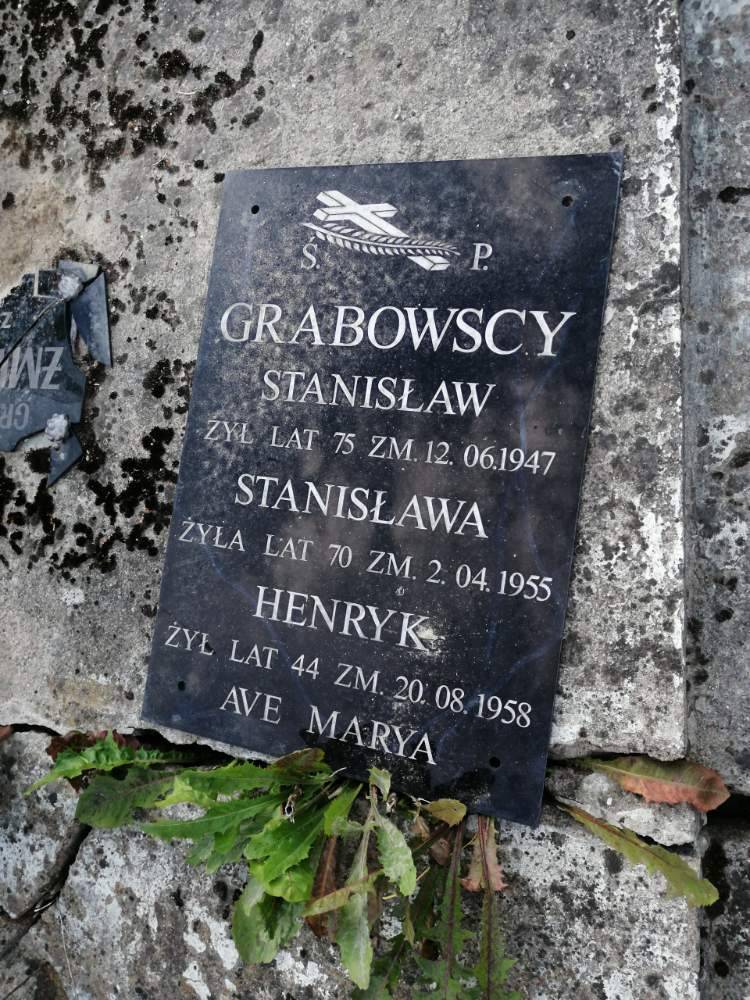 Ś. P.
GRABOWSCY
STANISŁAW
ŻYŁ LAT 75 ZM. 12. 06.1947
STANISŁAWA
ŻYŁA LAT 70 ZM. 2. 04.1955
HENRYK
ŻYŁ LAT 44 ZM. 20. 08.1958
AVE MARYA